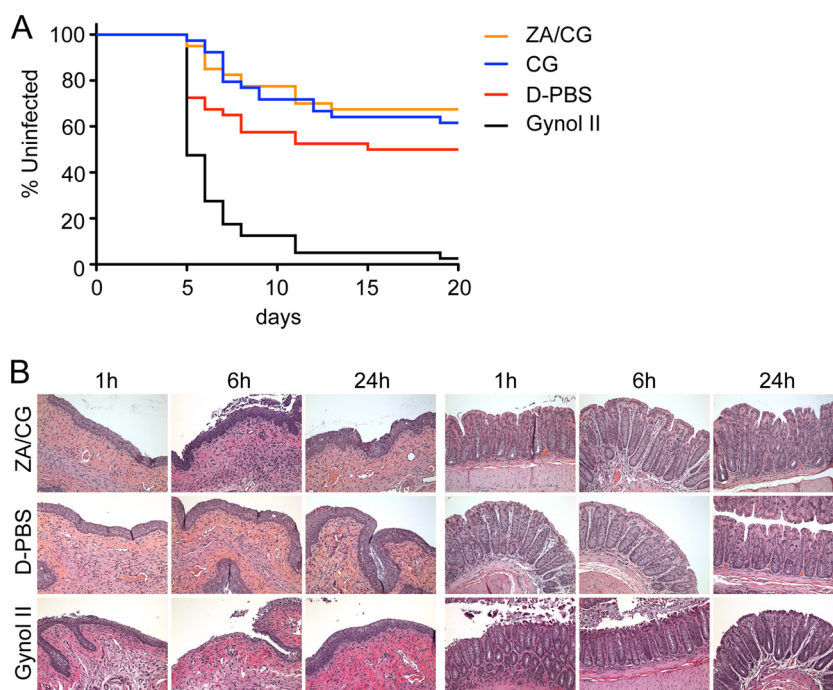 A
% Uninfected
100
80
60
40
20
0
0 5 10 15 20
days
ZA/CG
CG
D-PBS
Gynol II
B
1h 6h 24h 1h 6h 24h
ZA/CG
D-PBS
Gynol II